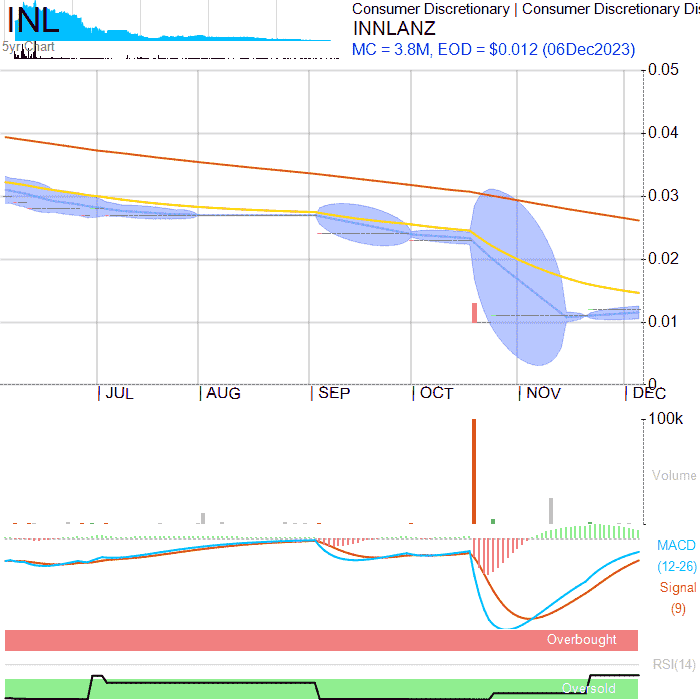 INL
5yr Chart
Consumer Discretionary | Consumer Discretionary Dis
INNLANZ
MC = 3.8M, EOD = $0.012 (06Dec2023)
0.05
0.04
0.03
0.02
0.01
0
JUL AUG SEP OCT NOV DEC
100k
Volume
MACD
(12-26)
Signal
(9)
Overbought
RSI(14)
Oversold